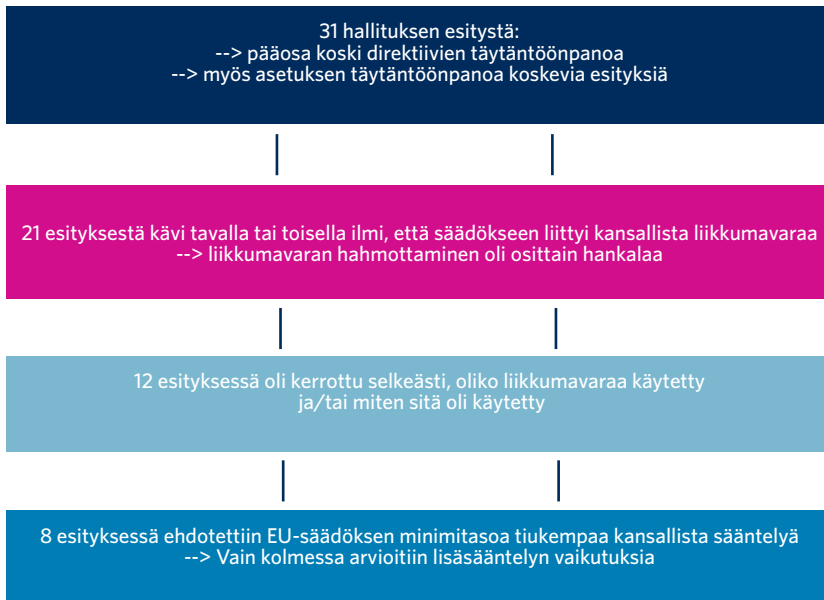 31 hallituksen esitystä:
--> pääosa koski direktiivien täytäntöönpanoa
--> myös asetuksen täytäntöönpanoa koskevia esityksiä
21 esityksestä kävi tavalla tai toisella ilmi, että säädökseen liittyi kansallista liikkumavaraa
--> liikkumavaran hahmottaminen oli osittain hankalaa
12 esityksessä oli kerrottu selkeästi, oliko liikkumavaraa käytetty
ja/tai miten sitä oli käytetty
8 esityksessä ehdotettiin EU-säädöksen minimitasoa tiukempaa kansallista sääntelyä
--> Vain kolmessa arvioitiin lisäsääntelyn vaikutuksia